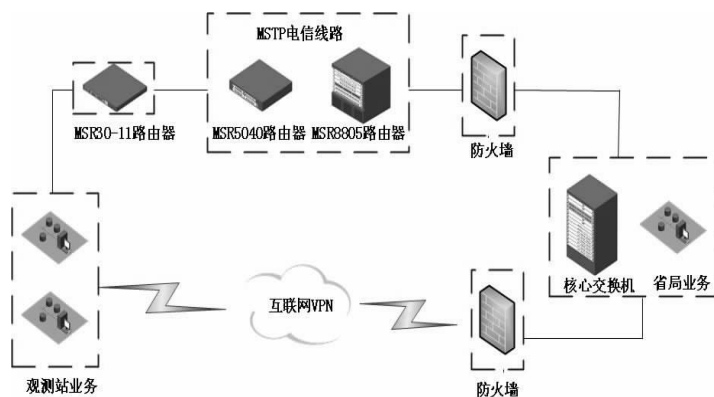 MSTP电信线路
MSR30-11路由器
MSR5040路由器
MSR8805路由器
防火墙
核心交换机
省局业务
互联网VPN
观测站业务
防火墙